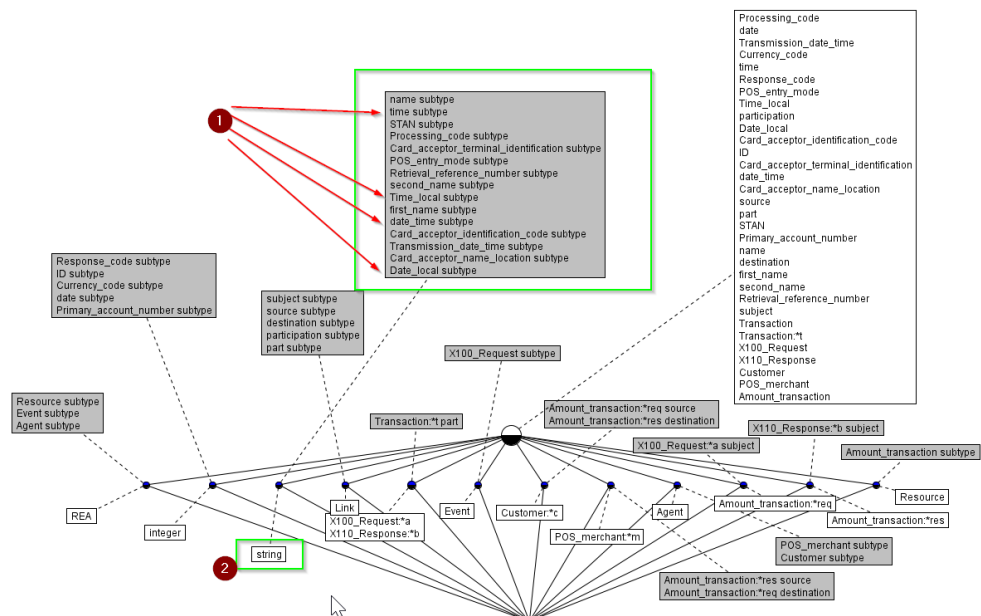 Processing_code
date
Transmission_date_time
Currency_code
time
Response_code
POS_entry_mode
Time_local
participation
Date_local
Card_acceptor_identification_code
ID
Card_acceptor_terminal_identification
date_time
Card_acceptor_name_location
source
part
STAN
Primary_account_number
name
destination
first_name
second_name
Retrieval_reference_number
subject
Transaction
Transaction:*t
X100_Request
X110_Response
Customer
POS_merchant
Amount_transaction
1
name subtype
time subtype
STAN subtype
Processing_code subtype
Card_acceptor_terminal_identification subtype
POS_entry_mode subtype
Retrieval_reference_number subtype
second_name subtype
Time_local subtype
first_name subtype
date_time subtype
Card_acceptor_identification_code subtype
Transmission_date_time subtype
Card_acceptor_name_location subtype
Date_local subtype
Response_code subtype
ID subtype
Currency_code subtype
date subtype
Primary_account_number subtype
subject subtype
source subtype
destination subtype
participation subtype
part subtype
X100_Request subtype
Resource subtype
Event subtype
Agent subtype
Transaction:*t part
Amount_transaction:*req source
Amount_transaction:*res destination
X100_Request:*a subject
X110_Response:*b subject
Amount_transaction subtype
REA
integer
2
string
Link
X100_Request:*a
X110_Response:*b
Event
Customer:*c
POS_merchant:*m
Agent
Amount_transaction:*req
Amount_transaction:*res
Resource
POS_merchant subtype
Customer subtype
Amount_transaction:*res source
Amount_transaction:*req destination